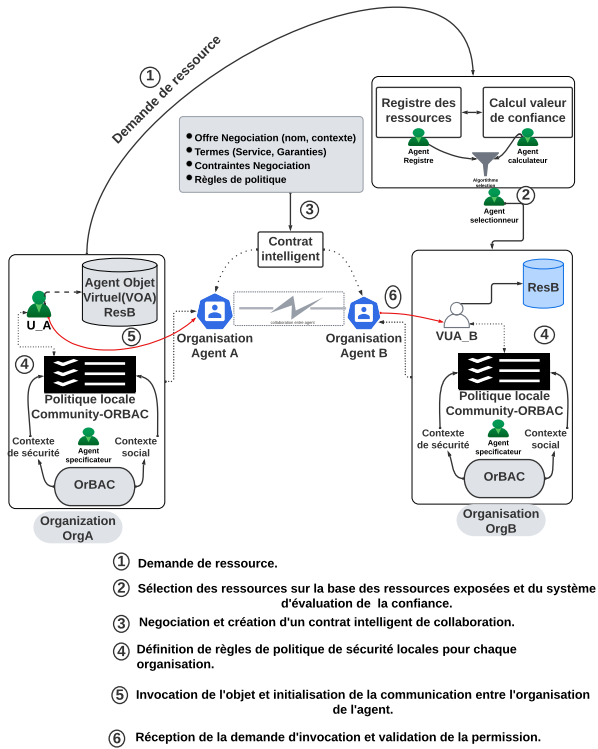 1
Demande de ressource
Registre des
ressources
Calcul valeur
de confiance
Agent
Registre
Agent
calculateur
Algorithme
sélection
2
Agent
selectionneur
Offre Negociation (nom, contexte)
Termes (Service, Garanties)
Contraintes Negociation
Règles de politique
3
Contrat
intelligent
Agent Objet
Virtuel(VOA)
ResB
U_A
5
Organisation
Agent A
collaboration inter-agent
Organisation
Agent B
6
ResB
VUA_B
4
Politique locale
Community-ORBAC
Contexte
de sécurité
Agent
specificateur
Contexte
social
OrBAC
Organization
OrgA
4
Politique locale
Community-ORBAC
Contexte
de sécurité
Agent
specificateur
Contexte
social
OrBAC
Organisation
OrgB
1 Demande de ressource.
2 Sélection des ressources sur la base des ressources exposées et du système
d'évaluation de la confiance.
3 Negociation et création d'un contrat intelligent de collaboration.
4 Définition de règles de politique de sécurité locales pour chaque
organisation.
5 Invocation de l'objet et initialisation de la communication entre l'organisation
de l'agent.
6 Réception de la demande d'invocation et validation de la permission.